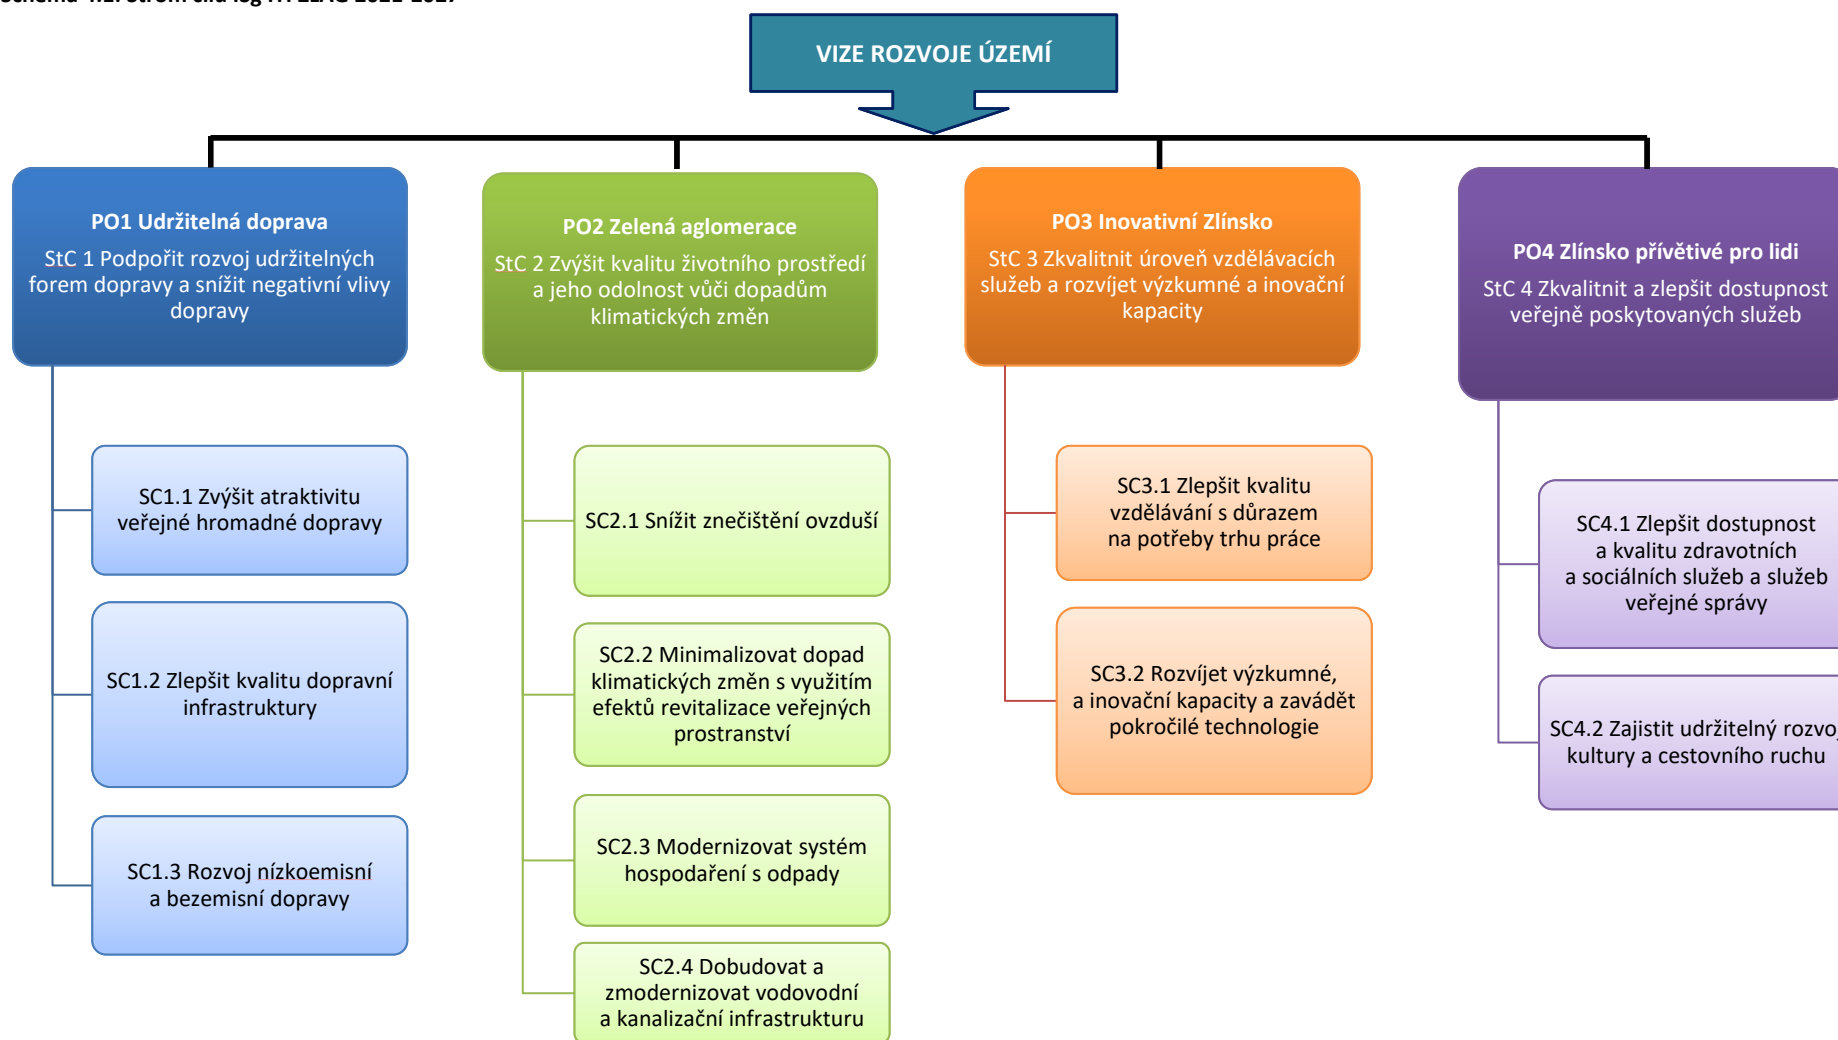 VIZE ROZVOJE ÚZEMÍ
PO1 Udržitelná doprava
StC 1 Podpořit rozvoj udržitelných
forem dopravy a snížit negativní vlivy
dopravy
SC1.1 Zvýšit atraktivitu
veřejné hromadné dopravy
SC1.2 Zlepšit kvalitu dopravní
infrastruktury
SC1.3 Rozvoj nízkoemisní
a bezemisní dopravy
PO2 Zelená aglomerace
StC 2 Zvýšit kvalitu životního prostředí
a jeho odolnost vůči dopadům
klimatických změn
SC2.1 Snížit znečištění ovzduší
SC2.2 Minimalizovat dopad
klimatických změn s využitím
efektů revitalizace veřejných
prostranství
SC2.3 Modernizovat systém
hospodaření s odpady
SC2.4 Dobudovat a
zmodernizovat vodovodní
a kanalizační infrastrukturu
PO3 Inovativní Zlínsko
StC 3 Zkvalitnit úroveň vzdělávacích
služeb a rozvíjet výzkumné a inovační
kapacity
SC3.1 Zlepšit kvalitu
vzdělávání s důrazem
na potřeby trhu práce
SC3.2 Rozvíjet výzkumné,
a inovační kapacity a zavádět
pokročilé technologie
PO4 Zlínsko přívětivé pro lidi
StC 4 Zkvalitnit a zlepšit dostupnost
veřejně poskytovaných služeb
SC4.1 Zlepšit dostupnost
a kvalitu zdravotních
a sociálních služeb a služeb
veřejné správy
SC4.2 Zajistit udržitelný rozvoj
kultury a cestovního ruchu